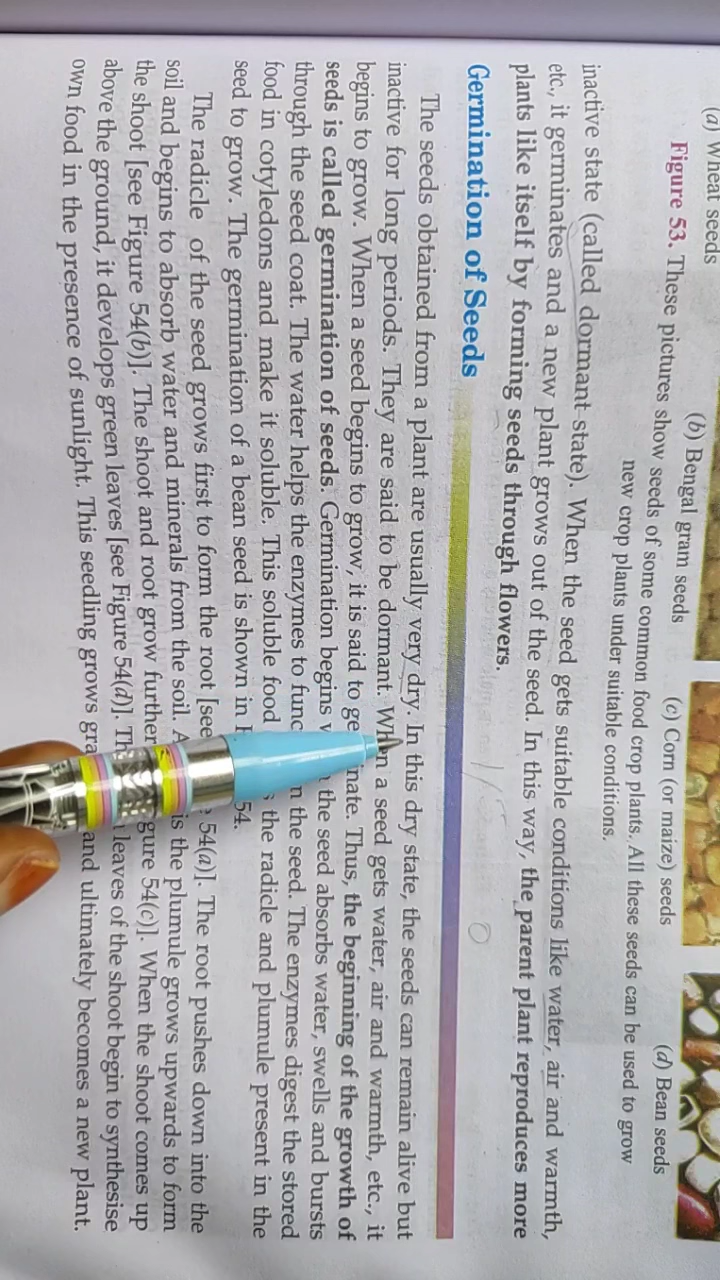 (a) Wheat seeds (b) Bengal gram seeds (c) Corn (or maize) seeds (d) Bean seeds
Figure 53. These pictures show seeds of some common food crop plants. All these seeds can be used to grow
new crop plants under suitable conditions.
inactive state (called dormant state). When the seed gets suitable conditions like water, air and warmth,
etc., it germinates and a new plant grows out of the seed. In this way, the parent plant reproduces more
plants like itself by forming seeds through flowers.
Germination of Seeds
The seeds obtained from a plant are usually very dry. In this dry state, the seeds can remain alive but
inactive for long periods. They are said to be dormant. When a seed gets water, air and warmth, etc., it
begins to grow. When a seed begins to grow, it is said to ge nate. Thus, the beginning of the growth of
seeds is called germination of seeds. Germination begins the seed absorbs water, swells and bursts
through the seed coat. The water helps the enzymes to func n the seed. The enzymes digest the stored
food in cotyledons and make it soluble. This soluble food the radicle and plumule present in the
seed to grow. The germination of a bean seed is shown in 54.
The radicle of the seed grows first to form the root [see 54(a)]. The root pushes down into the
soil and begins to absorb water and minerals from the soil. is the plumule grows upwards to form
the shoot [see Figure 54(b)]. The shoot and root grow further gure 54(c)]. When the shoot comes up
above the ground, it develops green leaves [see Figure 54(d)]. leaves of the shoot begin to synthesise
own food in the presence of sunlight. This seedling grows gra and ultimately becomes a new plant.